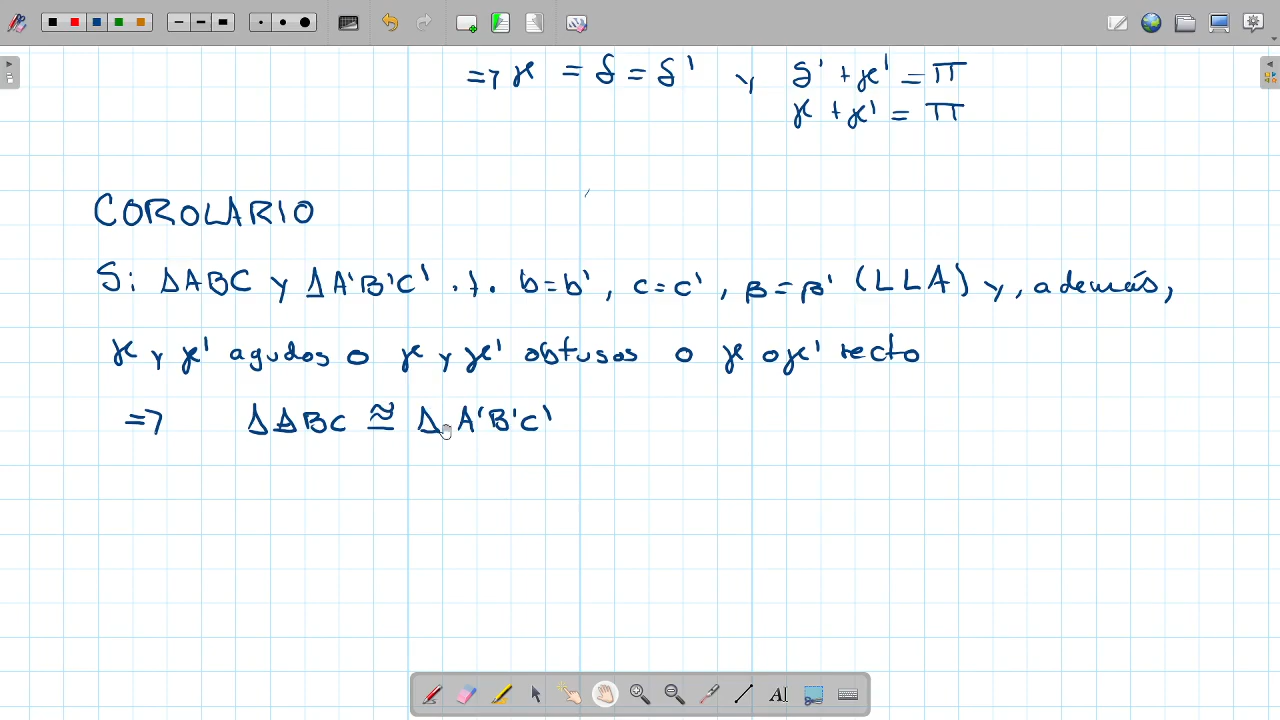 => γ = δ = δ' y δ' + γ' = π
γ + γ' = π
COROLARIO
Si ΔABC y ΔA'B'C' .t. b=b', c=c', β=β' (LLA) y, además,
γ y γ' agudos o γ y γ' obtusos o γ o γ' recto
=> ΔABC ≅ ΔA'B'C'